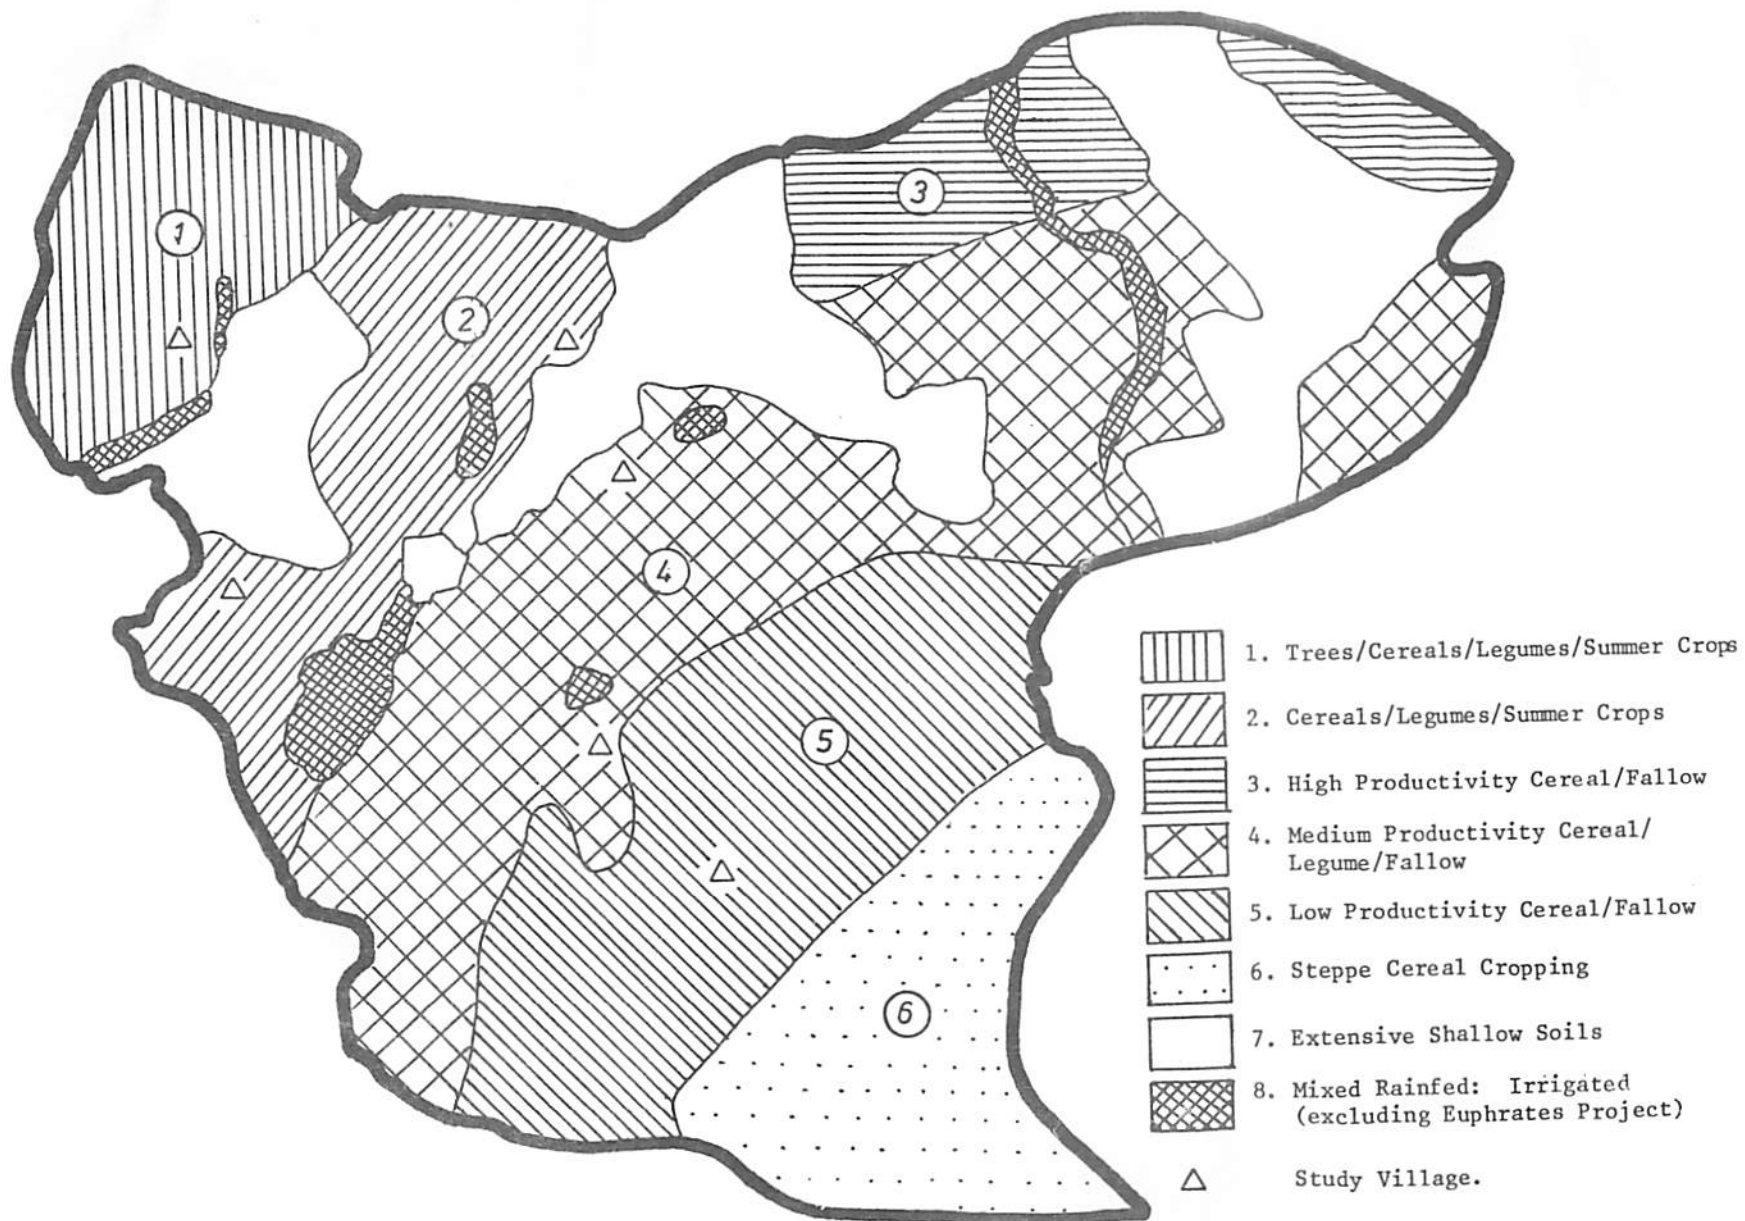 1
2
3
4
5
6
1. Trees/Cereals/Legumes/Summer Crops
2. Cereals/Legumes/Summer Crops
3. High Productivity Cereal/Fallow
4. Medium Productivity Cereal/
Legume/Fallow
5. Low Productivity Cereal/Fallow
6. Steppe Cereal Cropping
7. Extensive Shallow Soils
8. Mixed Rainfed: Irrigated
(excluding Euphrates Project)
Study Village.